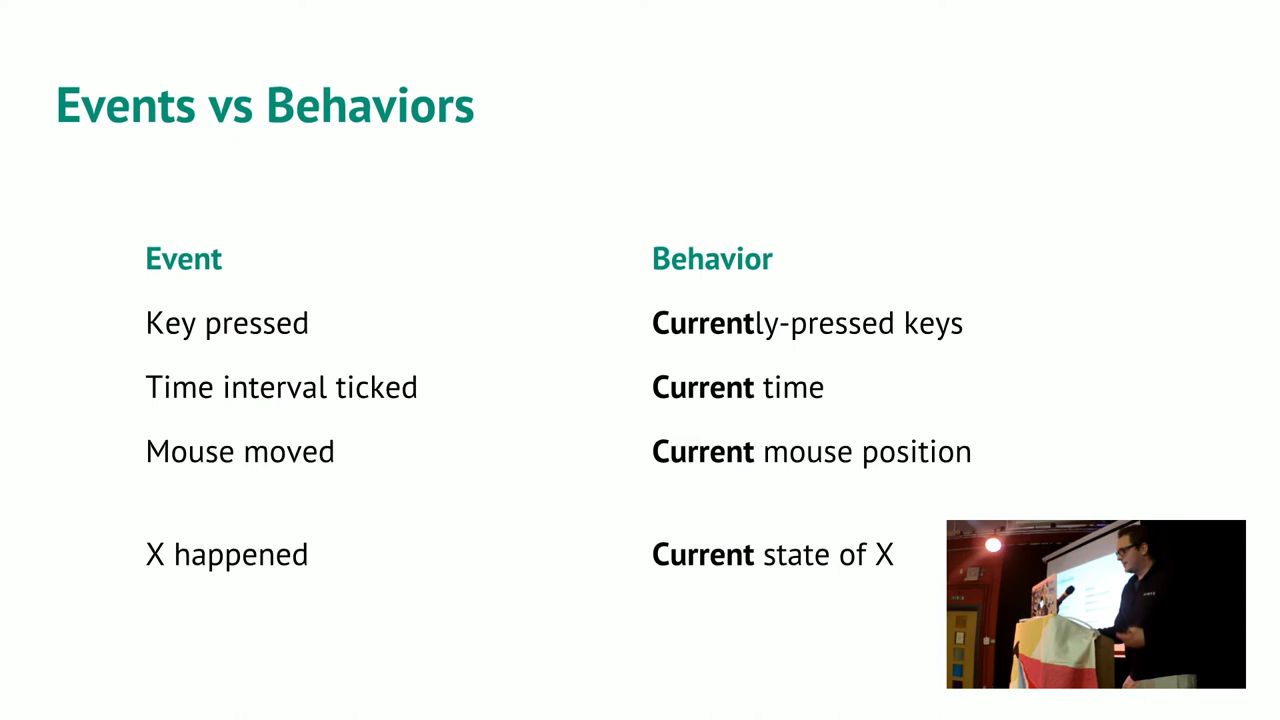 Events vs Behaviors
Event Behavior
Key pressed Currently-pressed keys
Time interval ticked Current time
Mouse moved Current mouse position
X happened Current state of X